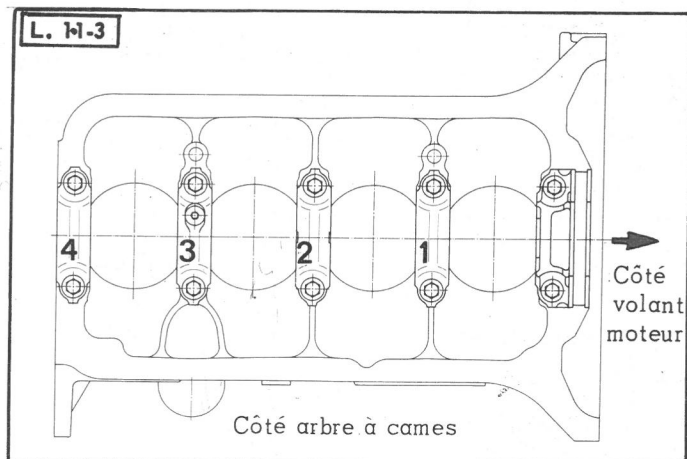 L. 1-1-3
4 3 2 1
Côté
volant
moteur
Côté arbre à cames